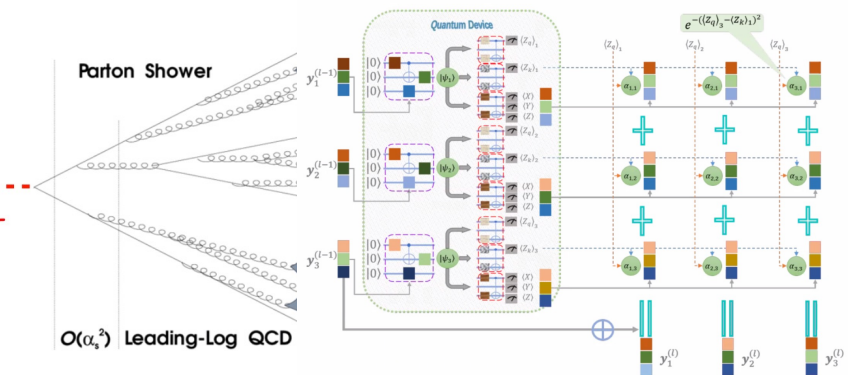 Parton Shower
O(αₛ²) Leading-Log QCD
Quantum Device
e^{-(⟨Z_q⟩_3-⟨Z_k⟩_1)^2}
⟨Z_q⟩_1 ⟨Z_q⟩_2 ⟨Z_q⟩_3
y_1^{(l-1)} |0⟩ |0⟩ |0⟩ |ψ_1⟩ ⟨Z_q⟩_1 ⟨Z_k⟩_1 ⟨X⟩ ⟨Y⟩ ⟨Z⟩ α_{1,1} α_{2,1} α_{3,1}
y_2^{(l-1)} |0⟩ |0⟩ |0⟩ |ψ_2⟩ ⟨Z_q⟩_2 ⟨Z_k⟩_2 ⟨X⟩ ⟨Y⟩ ⟨Z⟩ α_{1,2} α_{2,2} α_{3,2}
y_3^{(l-1)} |0⟩ |0⟩ |0⟩ |ψ_3⟩ ⟨Z_q⟩_3 ⟨Z_k⟩_3 ⟨X⟩ ⟨Y⟩ ⟨Z⟩ α_{1,3} α_{2,3} α_{3,3}
y_1^{(l)} y_2^{(l)} y_3^{(l)}